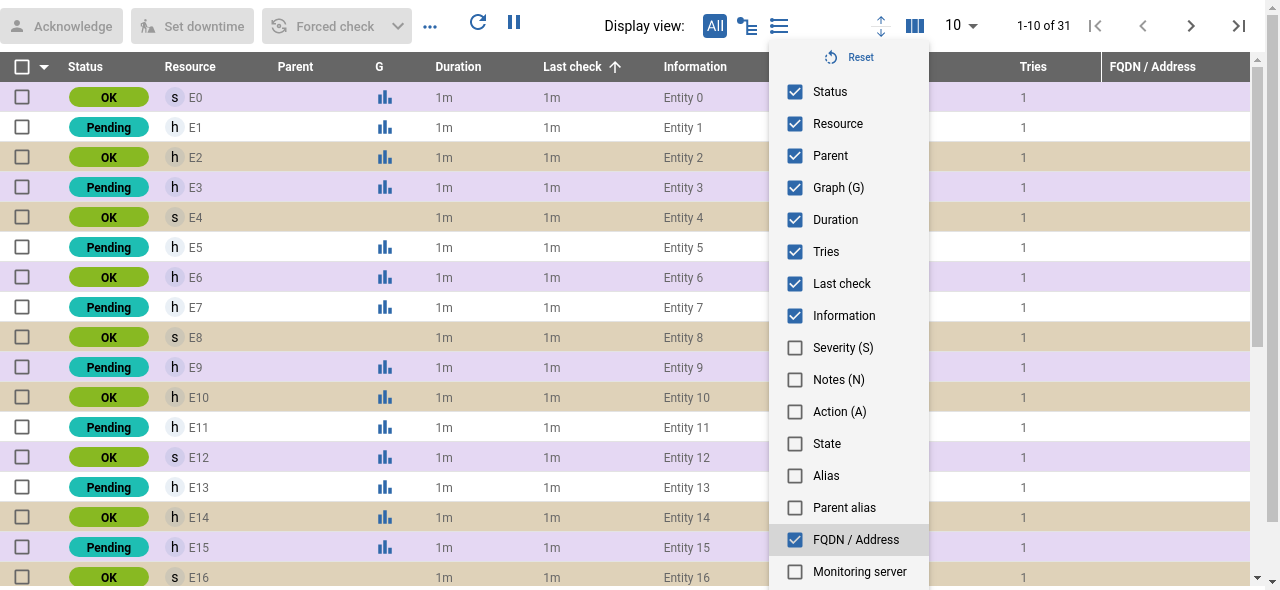 Acknowledge Set downtime Forced check Display view: All 10 1-10 of 31
Status Resource Parent G Duration Last check Information Tries FQDN / Address
OK s E0 1m 1m Entity 0 1
Pending h E1 1m 1m Entity 1 1
OK h E2 1m 1m Entity 2 1
Pending h E3 1m 1m Entity 3 1
OK s E4 1m 1m Entity 4 1
Pending h E5 1m 1m Entity 5 1
OK h E6 1m 1m Entity 6 1
Pending h E7 1m 1m Entity 7 1
OK s E8 1m 1m Entity 8 1
Pending h E9 1m 1m Entity 9 1
OK h E10 1m 1m Entity 10 1
Pending h E11 1m 1m Entity 11 1
OK s E12 1m 1m Entity 12 1
Pending h E13 1m 1m Entity 13 1
OK h E14 1m 1m Entity 14 1
Pending h E15 1m 1m Entity 15 1
OK s E16 1m 1m Entity 16 1
Reset
Status
Resource
Parent
Graph (G)
Duration
Tries
Last check
Information
Severity (S)
Notes (N)
Action (A)
State
Alias
Parent alias
FQDN / Address
Monitoring server